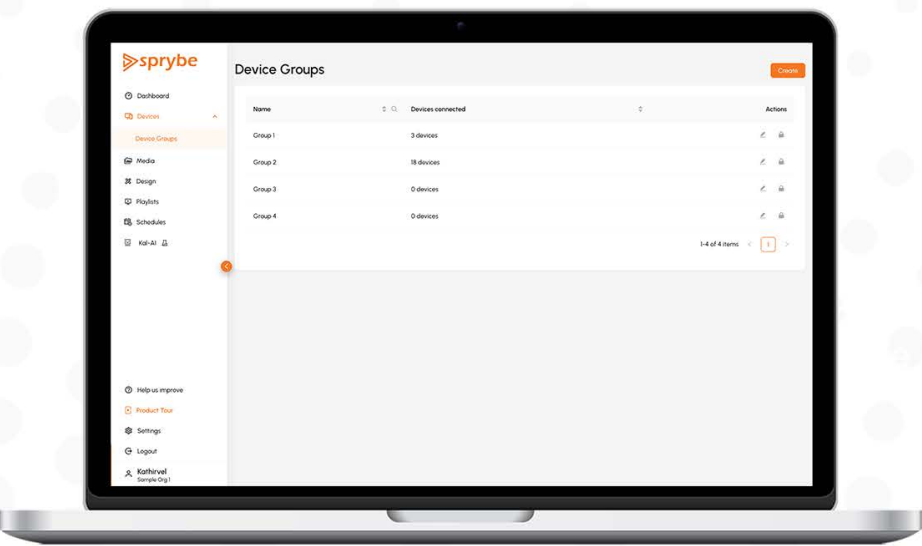 sprybe
Dashboard
Devices
Device Groups
Media
Design
Playlists
Schedules
Kal-AI
Help us improve
Product Tour
Settings
Logout
Kathirvel
Sample Org 1
Device Groups
Create
Name Devices connected Actions
Group 1 3 devices
Group 2 18 devices
Group 3 0 devices
Group 4 0 devices
1-4 of 4 items < 1 >